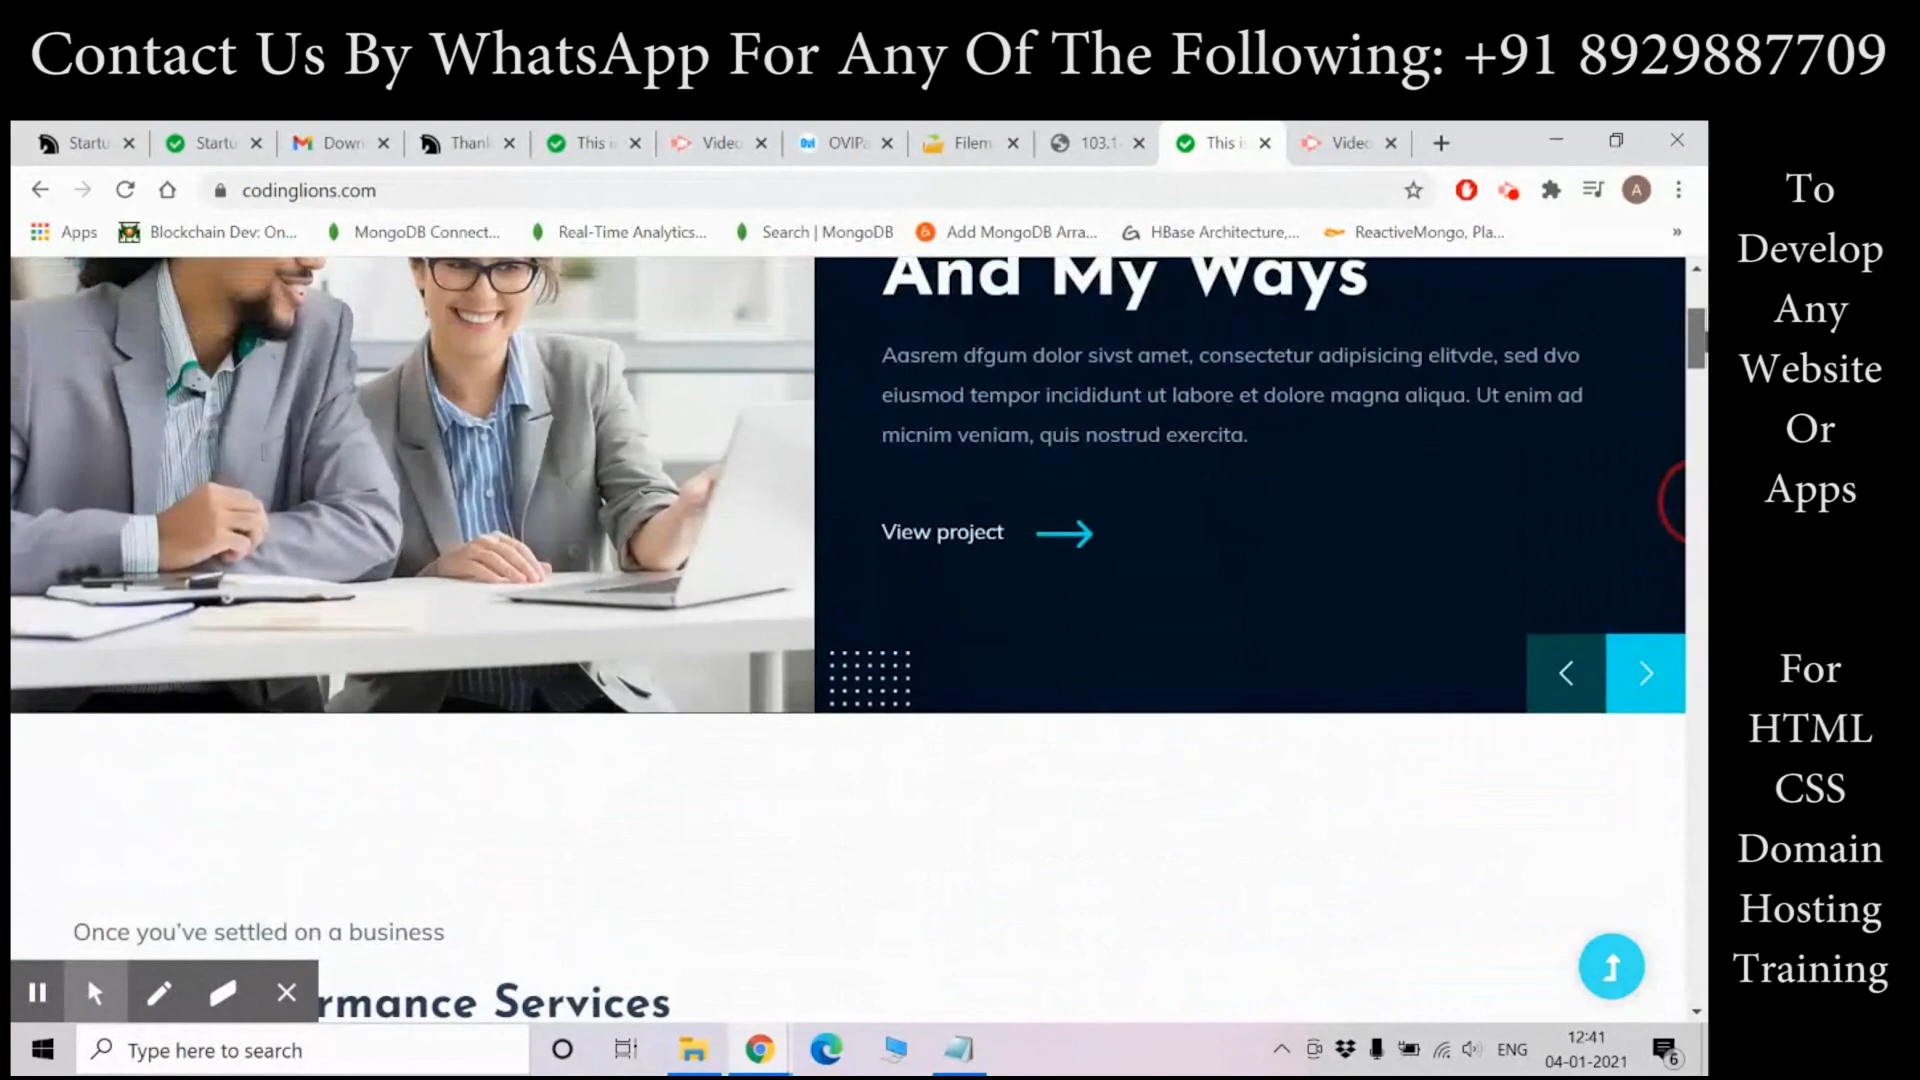 Contact Us By WhatsApp For Any Of The Following: +91 8929887709
Startu
Startu
Down
Thank
This i
Video
OVIPa
Filem
103.1
This is
Video
codinglions.com
A
Apps
Blockchain Dev: On...
MongoDB Connect...
Real-Time Analytics...
Search | MongoDB
Add MongoDB Arra...
HBase Architecture,...
ReactiveMongo, Pla...
»
And My Ways
Aasrem dfgum dolor sivst amet, consectetur adipisicing elitvde, sed dvo
eiusmod tempor incididunt ut labore et dolore magna aliqua. Ut enim ad
micnim veniam, quis nostrud exercita.
View project
Once you've settled on a business
rmance Services
Type here to search
ENG
12:41
04-01-2021
6
To
Develop
Any
Website
Or
Apps
For
HTML
CSS
Domain
Hosting
Training